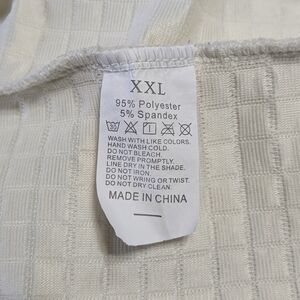 XXL
95% Polyester
5% Spandex
WASH WITH LIKE COLORS.
HAND WASH COLD.
DO NOT BLEACH.
REMOVE PROMPTLY.
LINE DRY IN THE SHADE.
DO NOT IRON.
DO NOT WRING OR TWIST.
DO NOT DRY CLEAN.
MADE IN CHINA